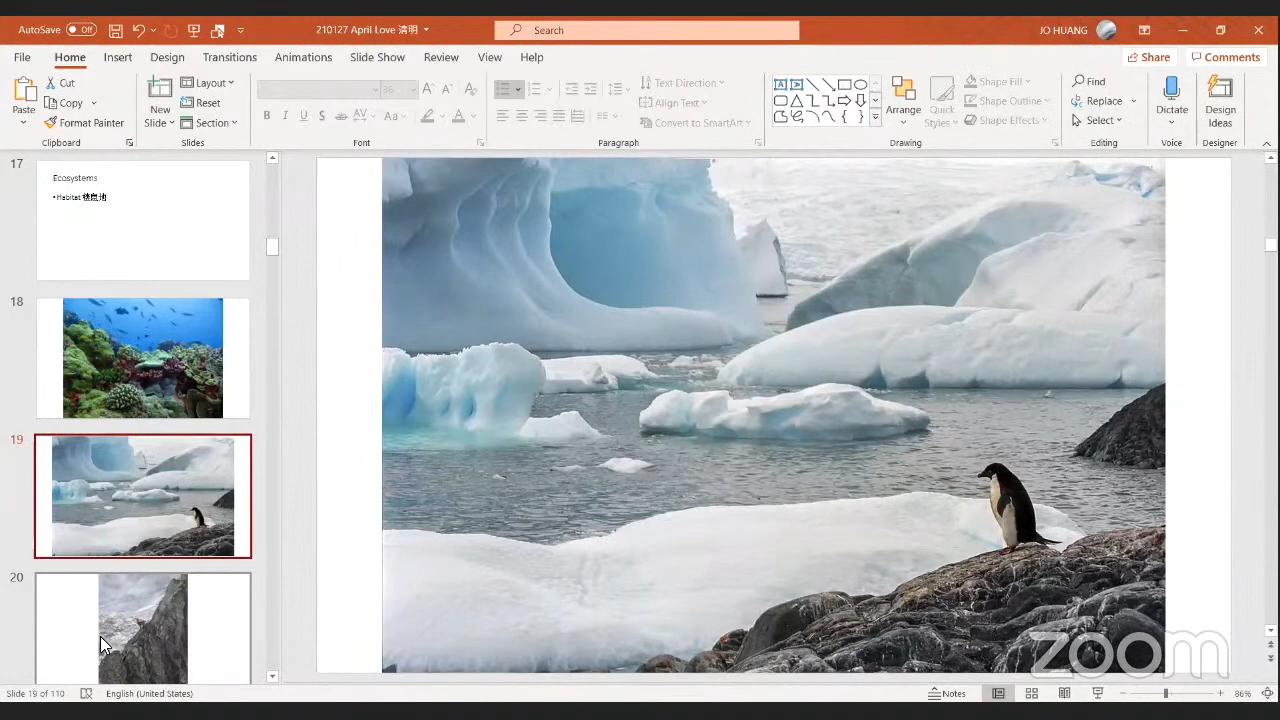 AutoSave Off 210127 April Love 清明 Search JO HUANG
File Home Insert Design Transitions Animations Slide Show Review View Help Share Comments
Paste
Cut
Copy
Format Painter
Clipboard
New
Slide
Layout
Reset
Section
Slides
Font
Text Direction
Align Text
Convert to SmartArt
Paragraph
Arrange
Quick
Styles
Shape Fill
Shape Outline
Shape Effects
Drawing
Find
Replace
Select
Editing
Dictate
Voice
Design
Ideas
Designer
17
Ecosystems
• Habitat 棲息地
18
19
20
zoom
Slide 19 of 110 English (United States) Notes 86%